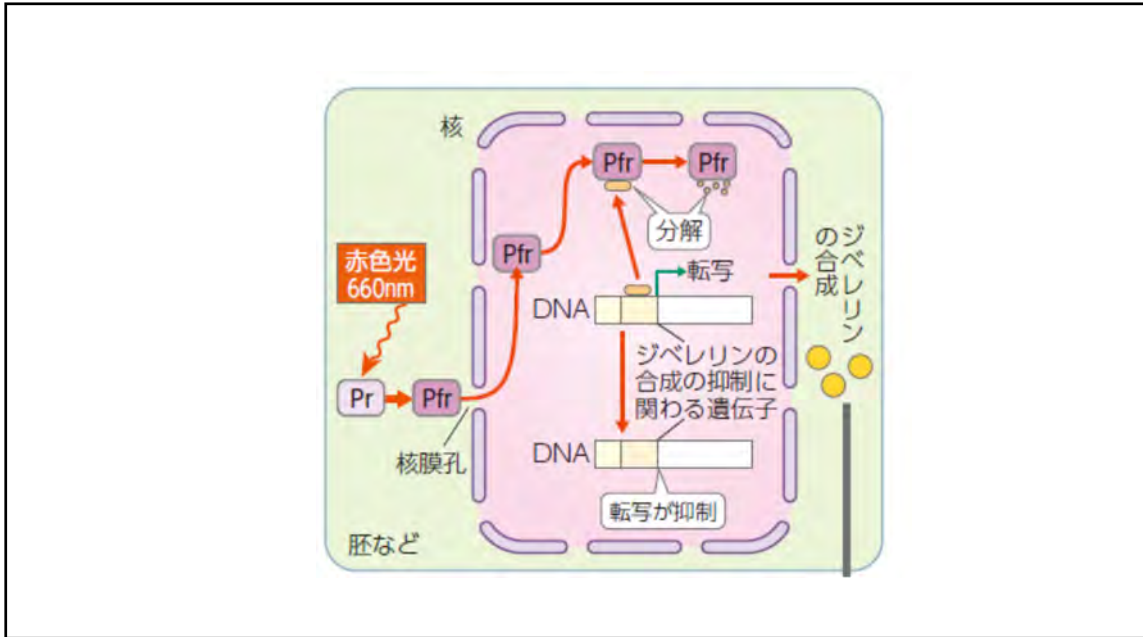 核
Pfr
Pfr
分解
Pfr
赤色光
660nm
転写
DNA
ジベレリン
の合成
ジベレリンの
合成の抑制に
関わる遺伝子
Pr
Pfr
核膜孔
DNA
転写が抑制
胚など